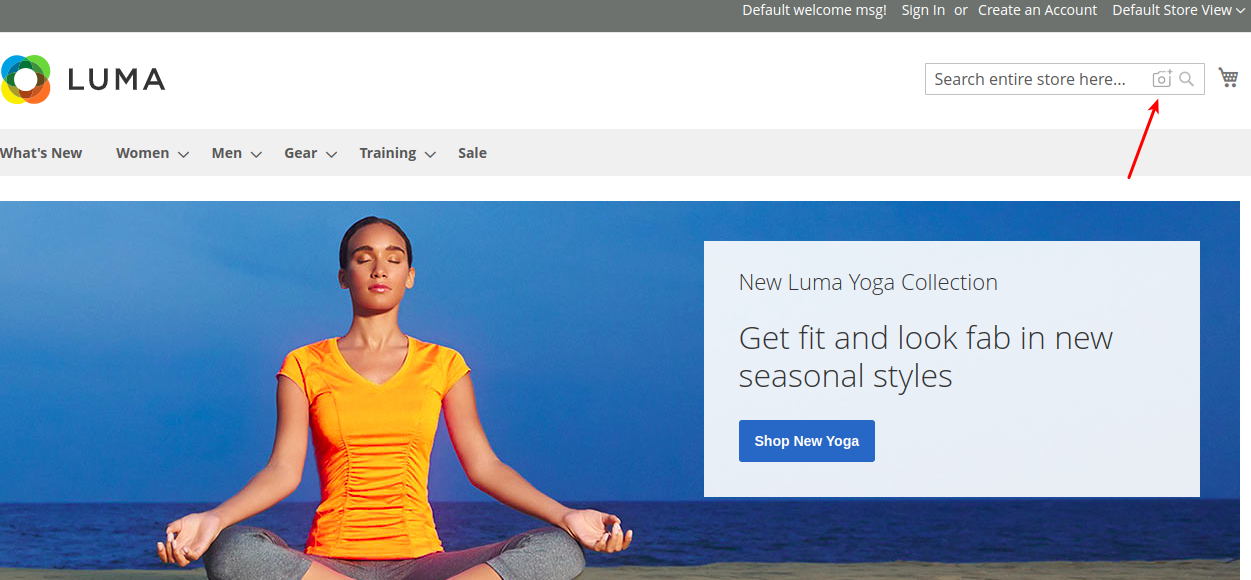 Default welcome msg! Sign In or Create an Account Default Store View
LUMA
Search entire store here...
What's New Women Men Gear Training Sale
New Luma Yoga Collection
Get fit and look fab in new
seasonal styles
Shop New Yoga